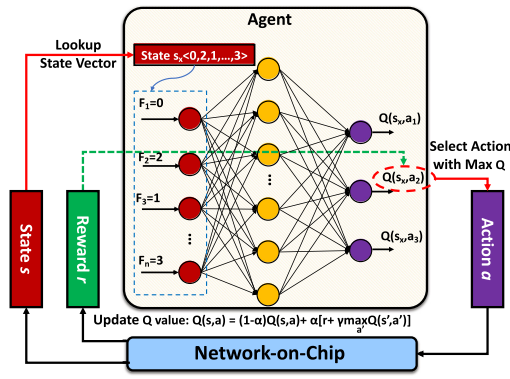 Agent
Lookup
State Vector
State sₓ<0,2,1,...,3>
F₁=0
F₂=2
F₃=1
...
Fₙ=3
...
Q(sₓ,a₁)
Q(sₓ,a₂)
Q(sₓ,a₃)
Select Action
with Max Q
State s
Reward r
Action a
Update Q value: Q(s,a) = (1-α)Q(s,a)+ α[r+ γmaxQ(s',a')]
a'
Network-on-Chip